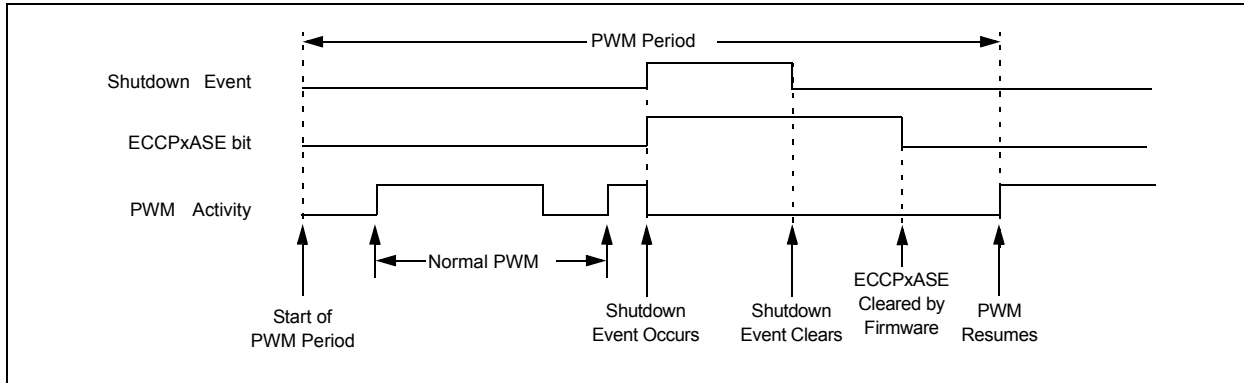 PWM Period
Shutdown Event
ECCPxASE bit
PWM Activity
Normal PWM
Start of
PWM Period
Shutdown
Event Occurs
Shutdown
Event Clears
ECCPxASE
Cleared by
Firmware
PWM
Resumes